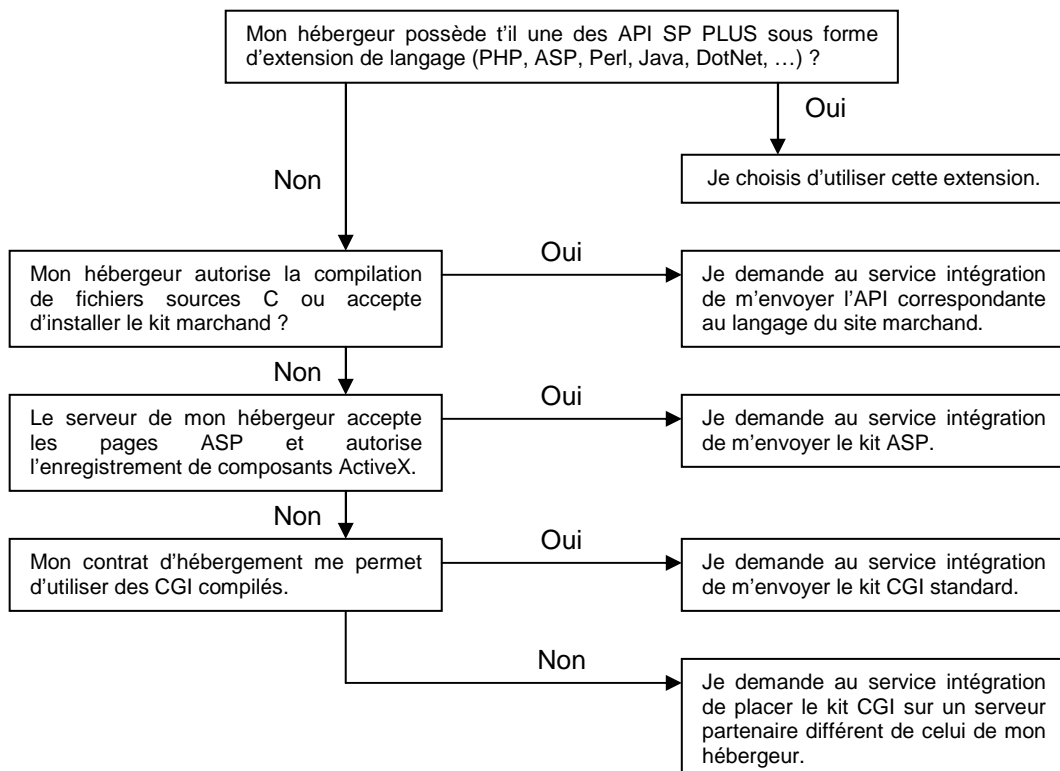 Mon hébergeur possède t'il une des API SP PLUS sous forme
d'extension de langage (PHP, ASP, Perl, Java, DotNet, …) ?
Oui
Non
Je choisis d'utiliser cette extension.
Mon hébergeur autorise la compilation
de fichiers sources C ou accepte
d'installer le kit marchand ?
Oui
Je demande au service intégration
de m'envoyer l'API correspondante
au langage du site marchand.
Non
Le serveur de mon hébergeur accepte
les pages ASP et autorise
l'enregistrement de composants ActiveX.
Oui
Je demande au service intégration
de m'envoyer le kit ASP.
Non
Mon contrat d'hébergement me permet
d'utiliser des CGI compilés.
Oui
Je demande au service intégration
de m'envoyer le kit CGI standard.
Non
Je demande au service intégration
de placer le kit CGI sur un serveur
partenaire différent de celui de mon
hébergeur.